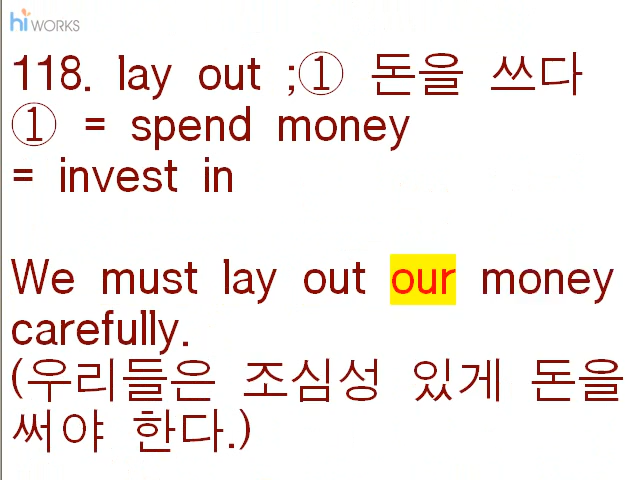 hiWORKS
118. lay out ;① 돈을 쓰다
① = spend money
= invest in
We must lay out our money
carefully.
(우리들은 조심성 있게 돈을
써야 한다.)